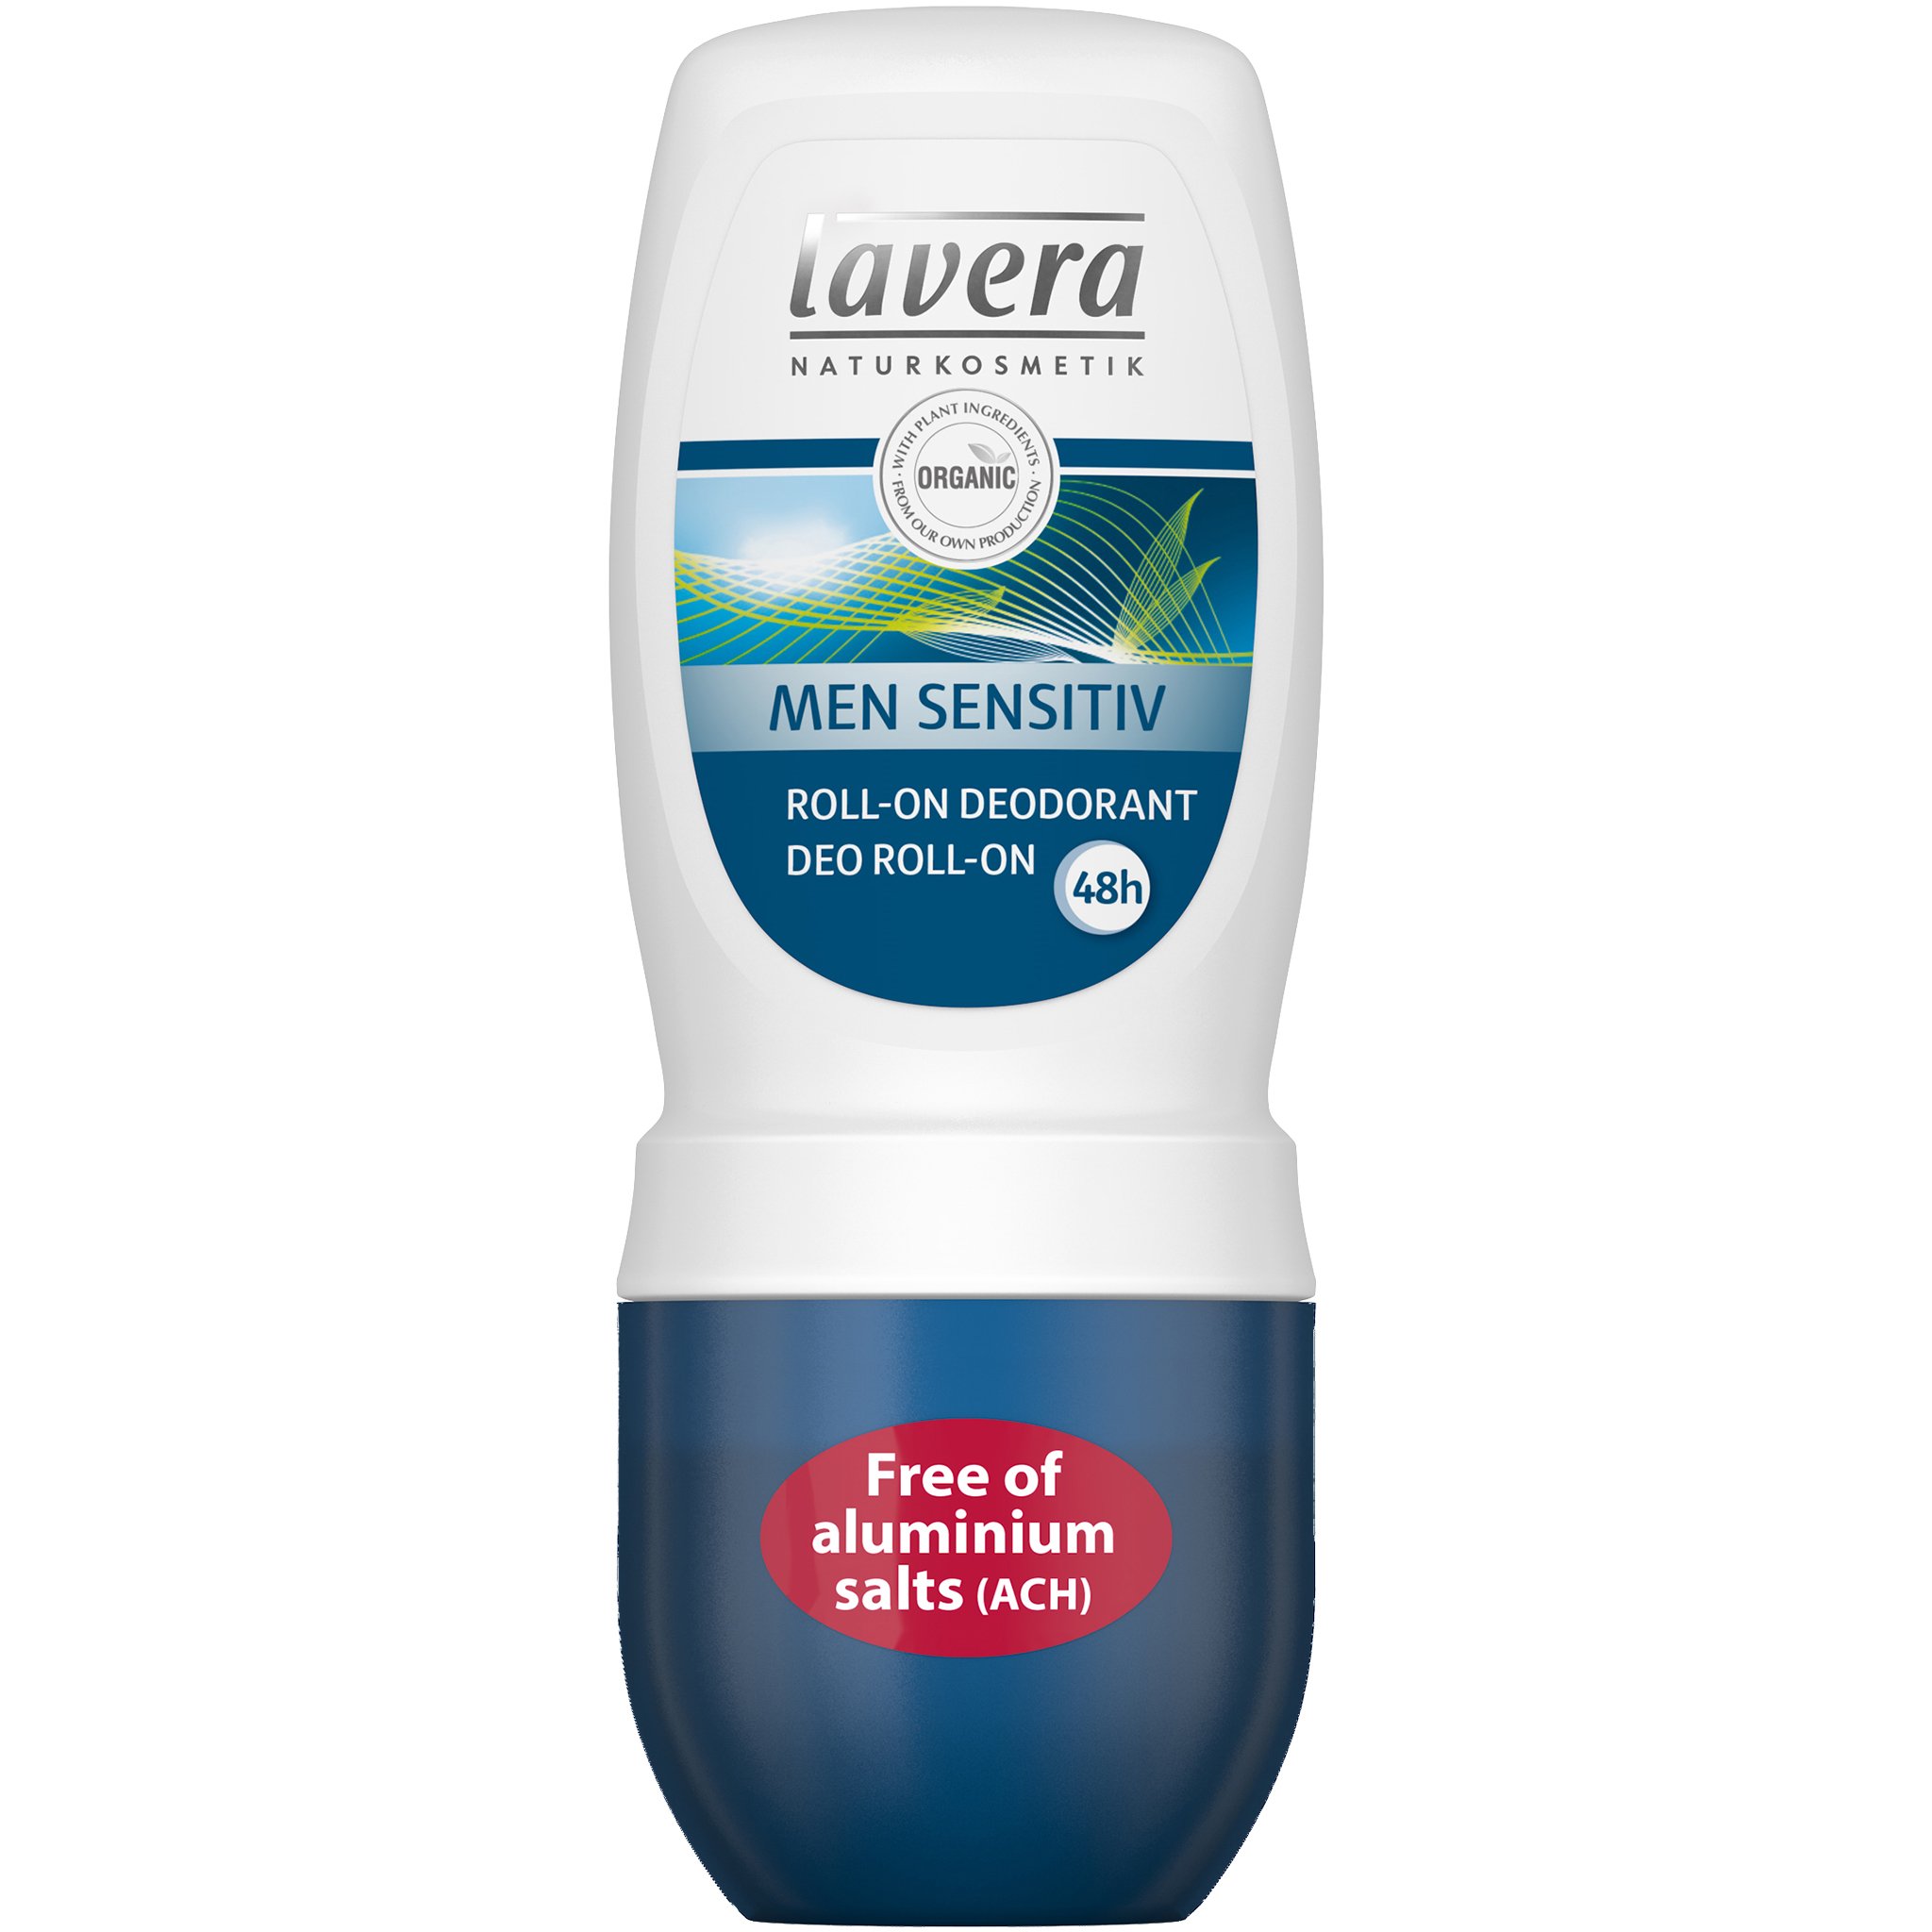 lavera
NATURKOSMETIK
· WITH PLANT INGREDIENTS ·
ORGANIC
FROM OUR OWN PRODUCTION
MEN SENSITIV
ROLL-ON DEODORANT
DEO ROLL-ON
48h
Free of
aluminium
salts (ACH)